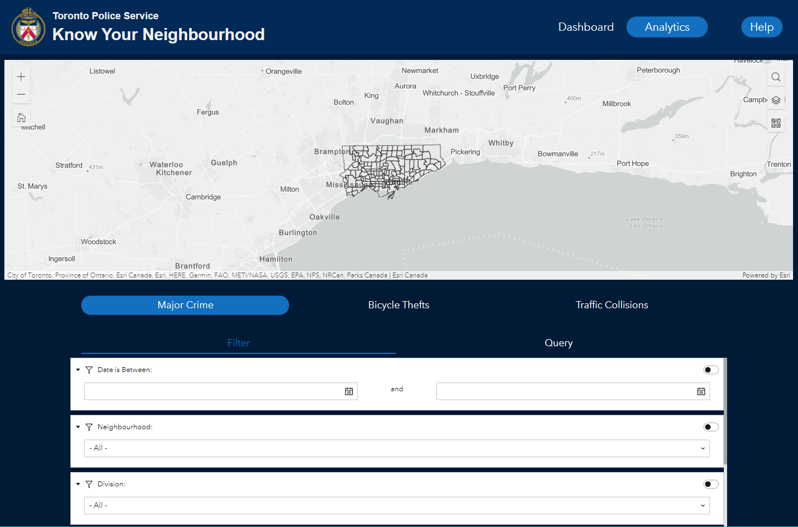 Toronto Police Service
Know Your Neighbourhood
Dashboard
Analytics
Help
Listowel
Orangeville
Newmarket
Peterborough
Uxbridge
Aurora
Port Perry
King
Whitchurch - Stouffville
400m
Millbrook
Bolton
Fergus
Vaughan
Mitchell
Markham
Whitby
259m
Brampton
Pickering
Bowmanville
217m
Stratford
431m
Waterloo
Guelph
Port Hope
Trenton
Kitchener
Brighton
St. Marys
Milton
Cambridge
Oakville
Lake Ontario
Lac Ontario
Burlington
Woodstock
Hamilton
Ingersoll
Brantford
City of Toronto, Province of Ontario, Esri Canada, Esri, HERE, Garmin, FAO, METI/NASA, USGS, EPA, NPS, NRCan, Parks Canada | Esri Canada
Powered by Esri
Major Crime
Bicycle Thefts
Traffic Collisions
Filter
Query
Date is Between:
and
Neighbourhood:
- All -
Division:
- All -